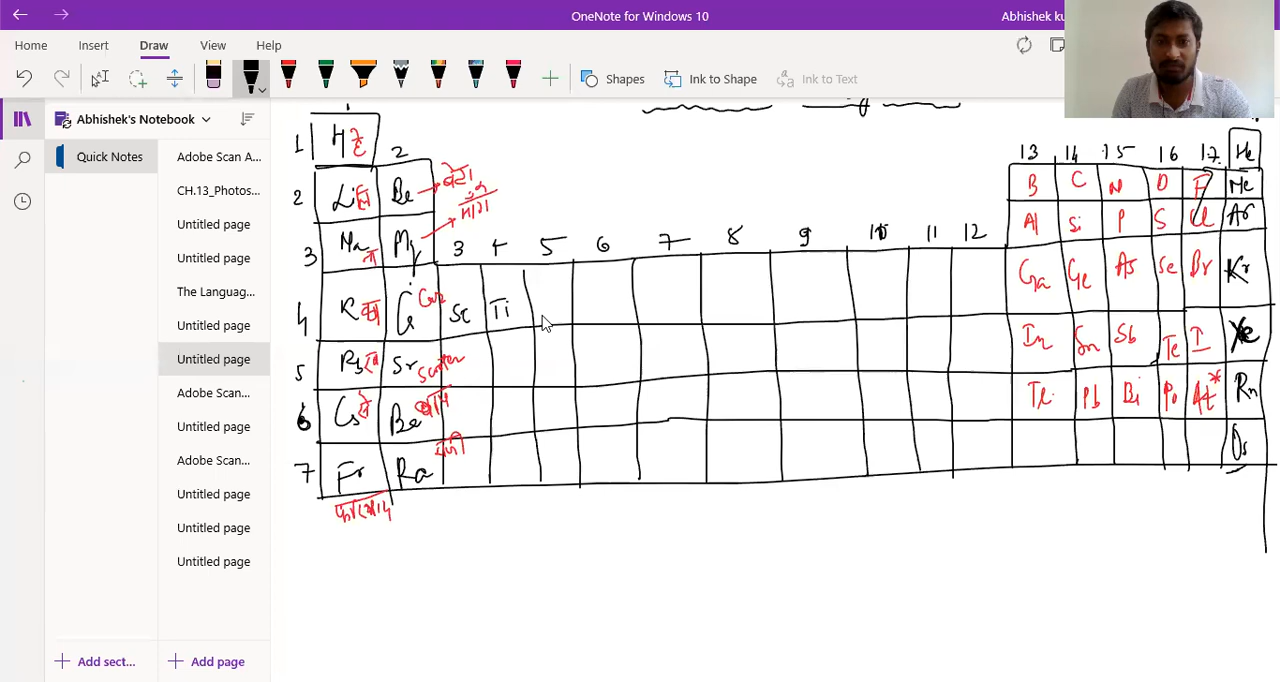 OneNote for Windows 10
Abhishek ku
Home Insert Draw View Help
Shapes Ink to Shape Ink to Text
Abhishek's Notebook
Quick Notes
Adobe Scan A...
CH.13_Photos...
Untitled page
Untitled page
The Languag...
Untitled page
Untitled page
Adobe Scan...
Untitled page
Adobe Scan...
Untitled page
Untitled page
Untitled page
Add sect... Add page
1 H 2 13 14 15 16 17 He
2 Li Be बेटा B C N O F Ne
3 Na ना Mg मांगे 3 4 5 6 7 8 9 10 11 12 Al Si P S Cl Ar
4 K Ca Car Sc Ti Ga Ge As Se Br Kr
5 Rb Sr Scooter In Sn Sb Te I Xe
6 Cs से Ba बाप Tl Pb Bi Po At* Rn
7 Fr Ra Os